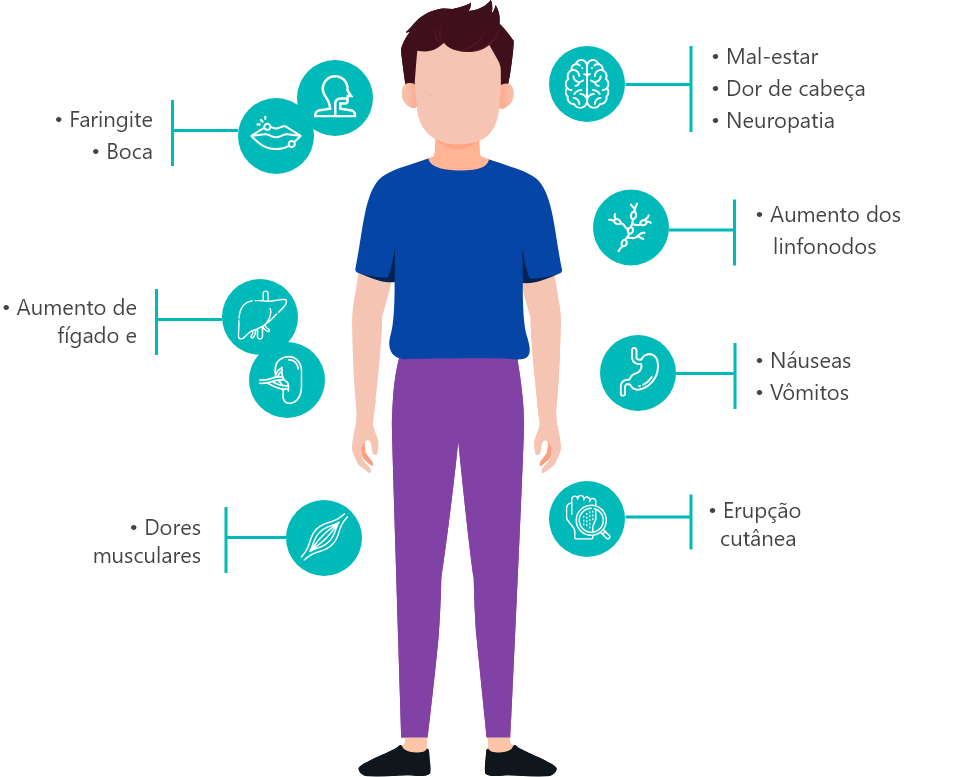 • Faringite
• Boca
• Aumento de
fígado e
• Dores
musculares
• Mal-estar
• Dor de cabeça
• Neuropatia
• Aumento dos
linfonodos
• Náuseas
• Vômitos
• Erupção
cutânea